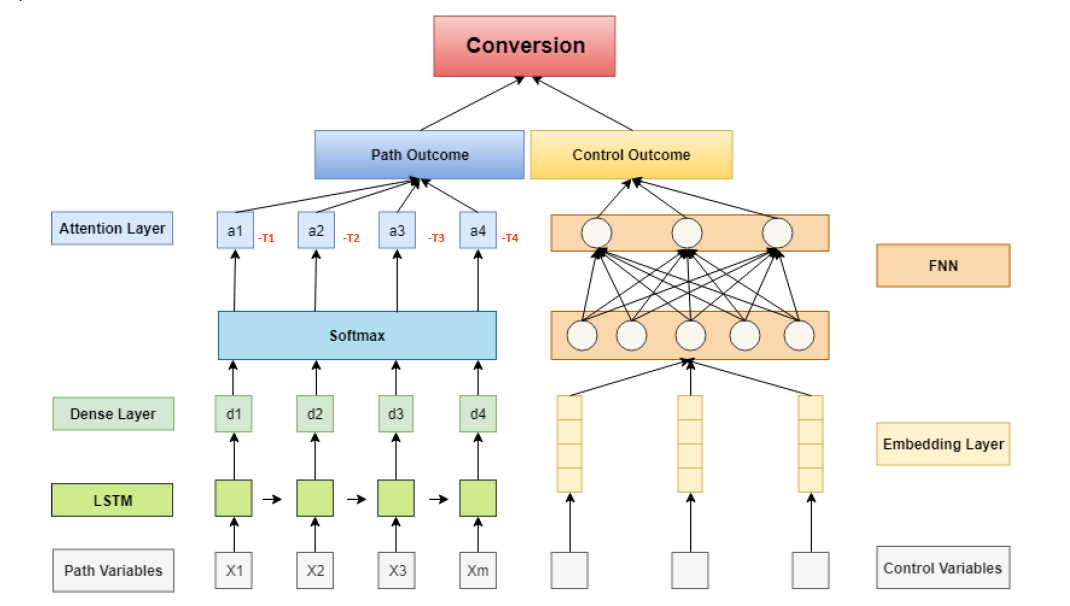 Conversion
Path Outcome
Control Outcome
Attention Layer
a1
-T1
a2
-T2
a3
-T3
a4
-T4
FNN
Softmax
Dense Layer
d1
d2
d3
d4
Embedding Layer
LSTM
Path Variables
X1
X2
X3
Xm
Control Variables